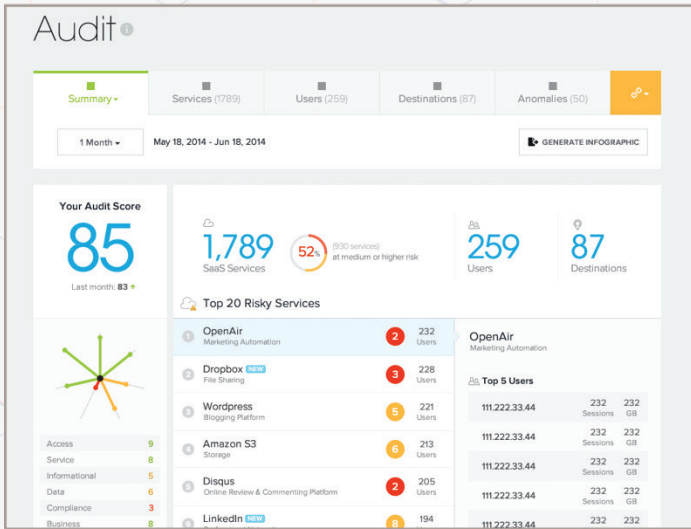 Audit
Summary
Services (1789)
Users (259)
Destinations (87)
Anomalies (50)
1 Month
May 18, 2014 - Jun 18, 2014
GENERATE INFOGRAPHIC
Your Audit Score
85
Last month: 83 +
1,789
SaaS Services
52%
(930 services)
at medium or higher risk
259
Users
87
Destinations
Top 20 Risky Services
1 OpenAir 2 232
Marketing Automation Users
2 Dropbox NEW 3 228
File Sharing Users
3 Wordpress 5 221
Blogging Platform Users
4 Amazon S3 6 213
Storage Users
5 Disqus 2 205
Online Review & Commenting Platform Users
6 LinkedIn NEW 8 194
Users
OpenAir
Marketing Automation
Top 5 Users
111.222.33.44 232 232
Sessions GB
111.222.33.44 232 232
Sessions GB
111.222.33.44 232 232
Sessions GB
111.222.33.44 232 232
Sessions GB
111.222.33.44 232 232
Access 9
Service 8
Informational 5
Data 6
Compliance 3
Business 8